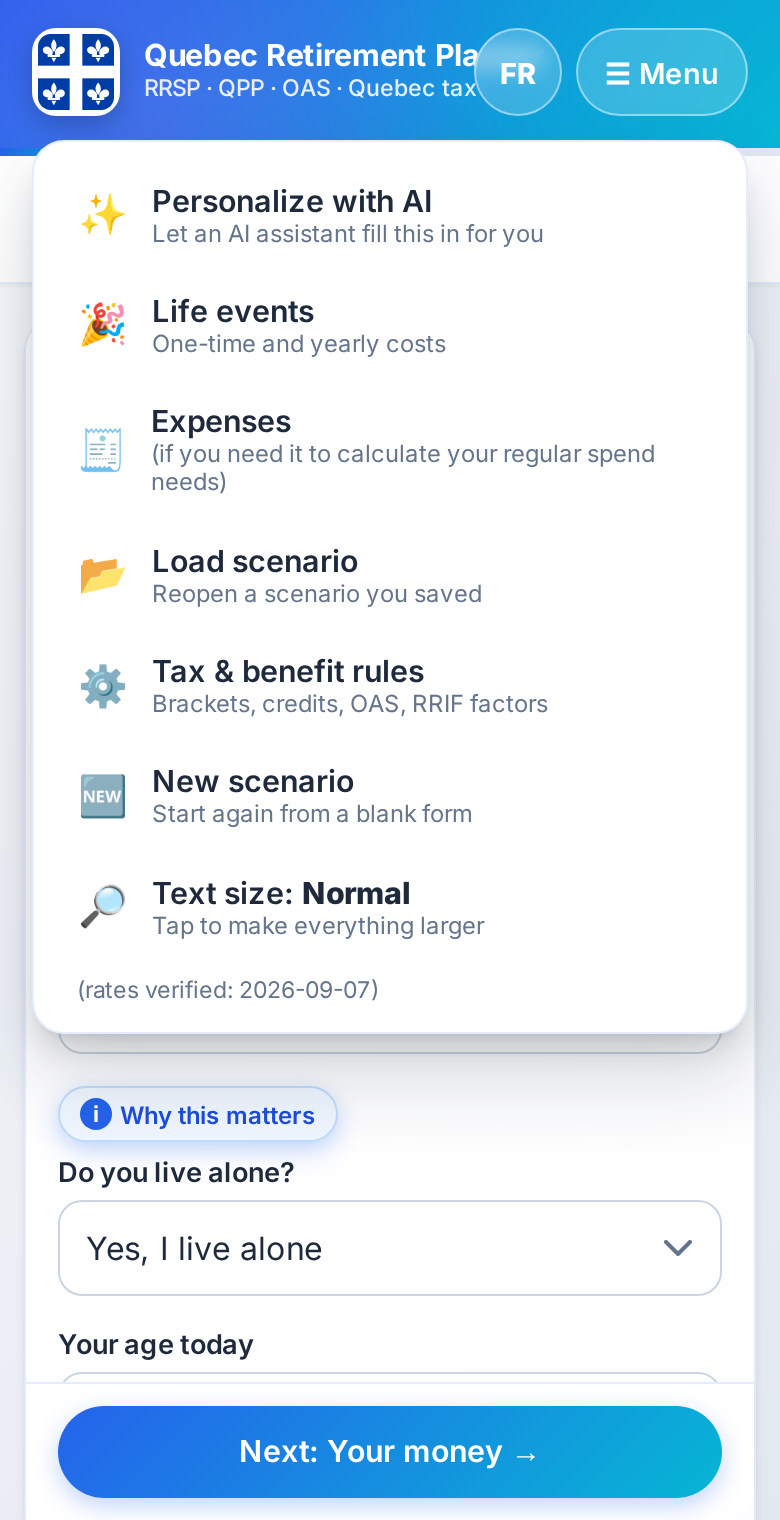 Quebec Retirement Pla
RRSP · QPP · OAS · Quebec tax
FR
☰ Menu
Personalize with AI
Let an AI assistant fill this in for you
Life events
One-time and yearly costs
Expenses
(if you need it to calculate your regular spend
needs)
Load scenario
Reopen a scenario you saved
Tax & benefit rules
Brackets, credits, OAS, RRIF factors
NEW
New scenario
Start again from a blank form
Text size: Normal
Tap to make everything larger
(rates verified: 2026-09-07)
i Why this matters
Do you live alone?
Yes, I live alone
Your age today
Next: Your money →